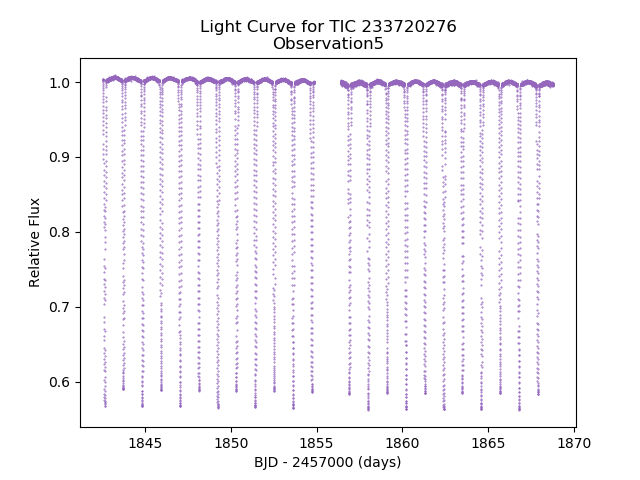 Light Curve for TIC 233720276
Observation5
Relative Flux
1.0
0.9
0.8
0.7
0.6
1845
1850
1855
1860
1865
1870
BJD - 2457000 (days)